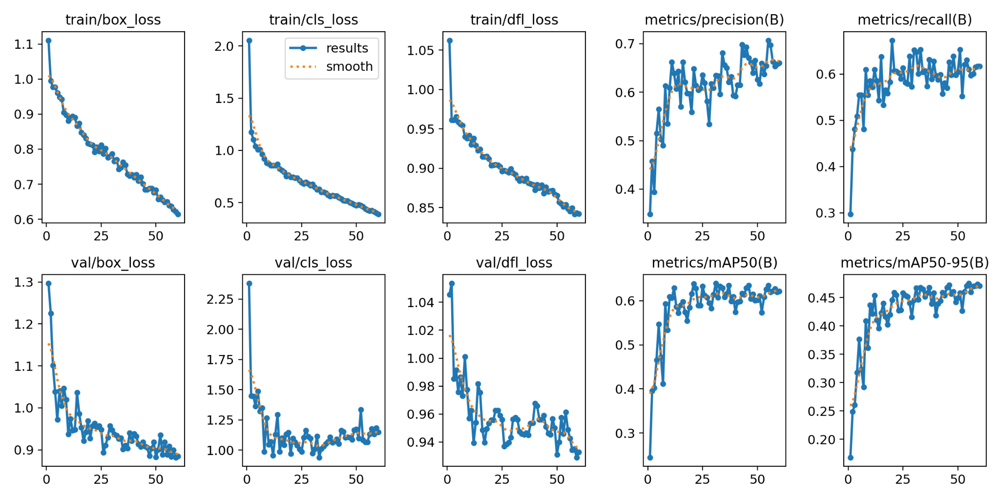 train/box_loss
1.1
1.0
0.9
0.8
0.7
0.6
0 25 50
train/cls_loss
results
smooth
2.0
1.5
1.0
0.5
0 25 50
train/dfl_loss
1.05
1.00
0.95
0.90
0.85
0 25 50
metrics/precision(B)
0.7
0.6
0.5
0.4
0 25 50
metrics/recall(B)
0.6
0.5
0.4
0.3
0 25 50
val/box_loss
1.3
1.2
1.1
1.0
0.9
0 25 50
val/cls_loss
2.25
2.00
1.75
1.50
1.25
1.00
0 25 50
val/dfl_loss
1.04
1.02
1.00
0.98
0.96
0.94
0 25 50
metrics/mAP50(B)
0.6
0.5
0.4
0.3
0 25 50
metrics/mAP50-95(B)
0.45
0.40
0.35
0.30
0.25
0.20
0 25 50